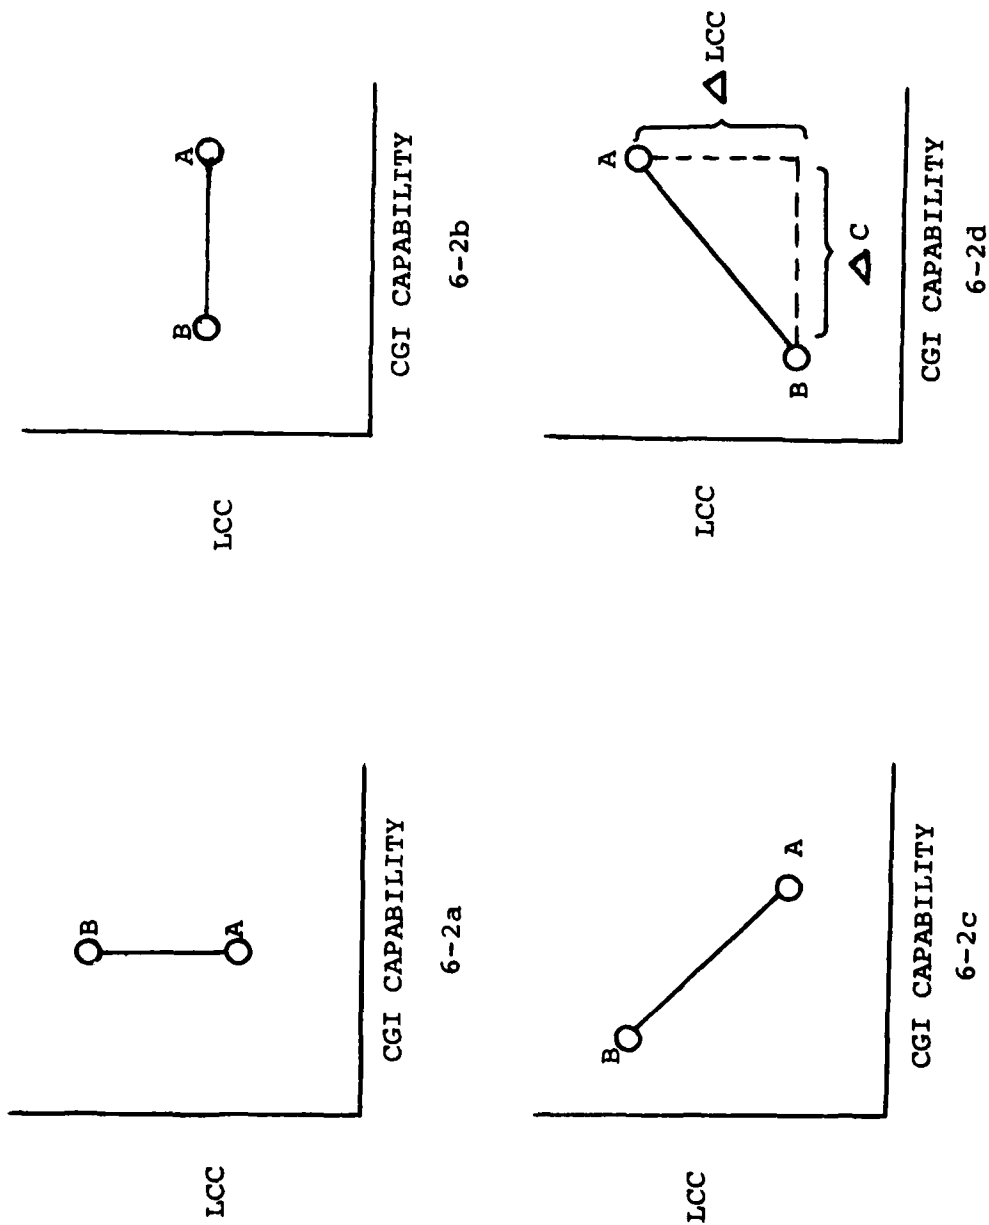 LCC
B
A
CGI CAPABILITY
6-2a
LCC
B
A
CGI CAPABILITY
6-2b
LCC
B
A
CGI CAPABILITY
6-2c
LCC
A
B
Δ LCC
Δ C
CGI CAPABILITY
6-2d